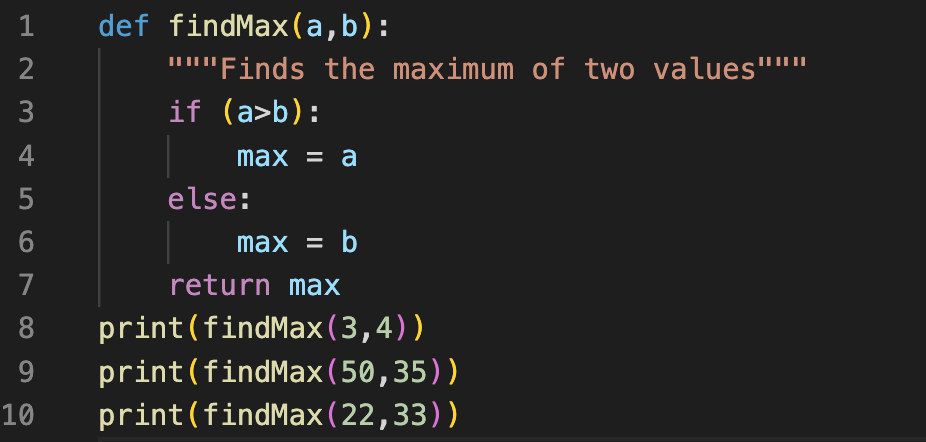 1 def findMax(a,b):
2     """Finds the maximum of two values"""
3     if (a>b):
4         max = a
5     else:
6         max = b
7     return max
8 print(findMax(3,4))
9 print(findMax(50,35))
10 print(findMax(22,33))